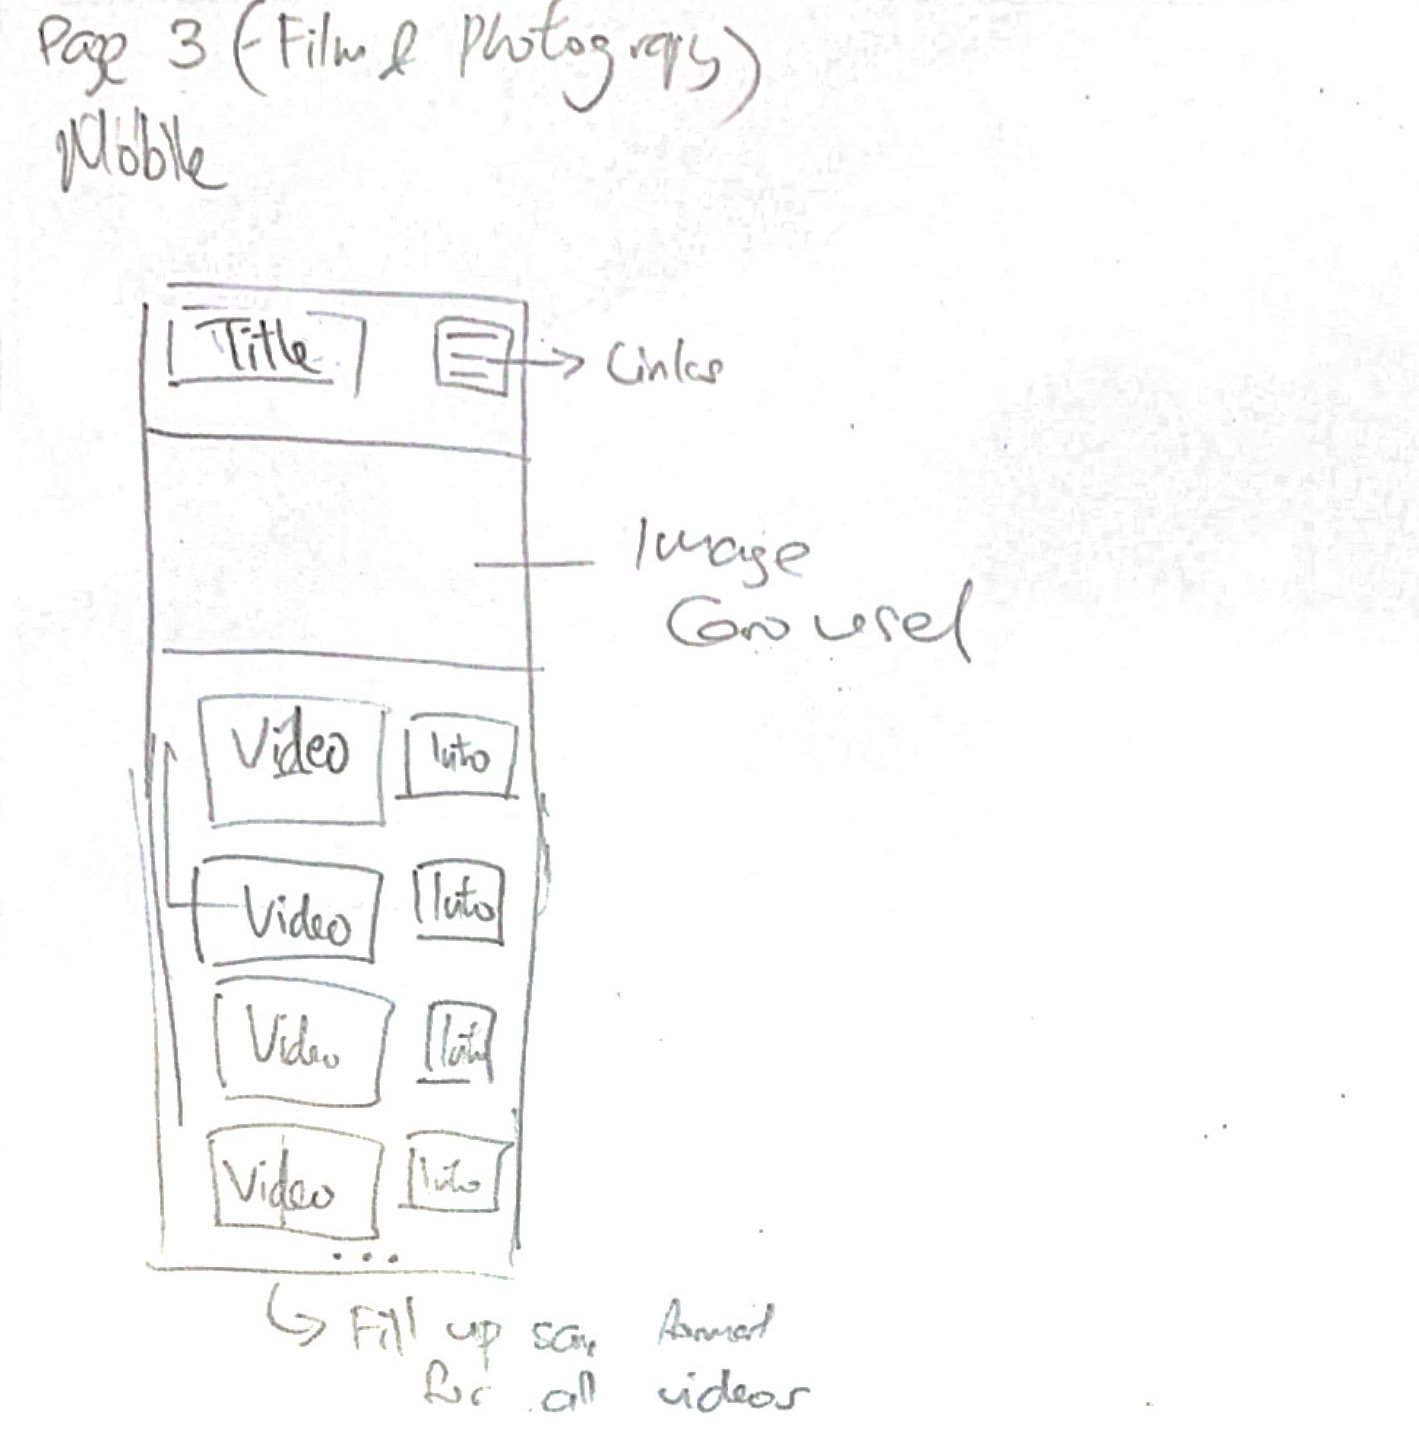 Page 3 (Film & Photography)
Mobile
Title
Links
Image
Carousel
Video Info
Video Info
Video Info
Video Info
...
Fill up same format
for all videos